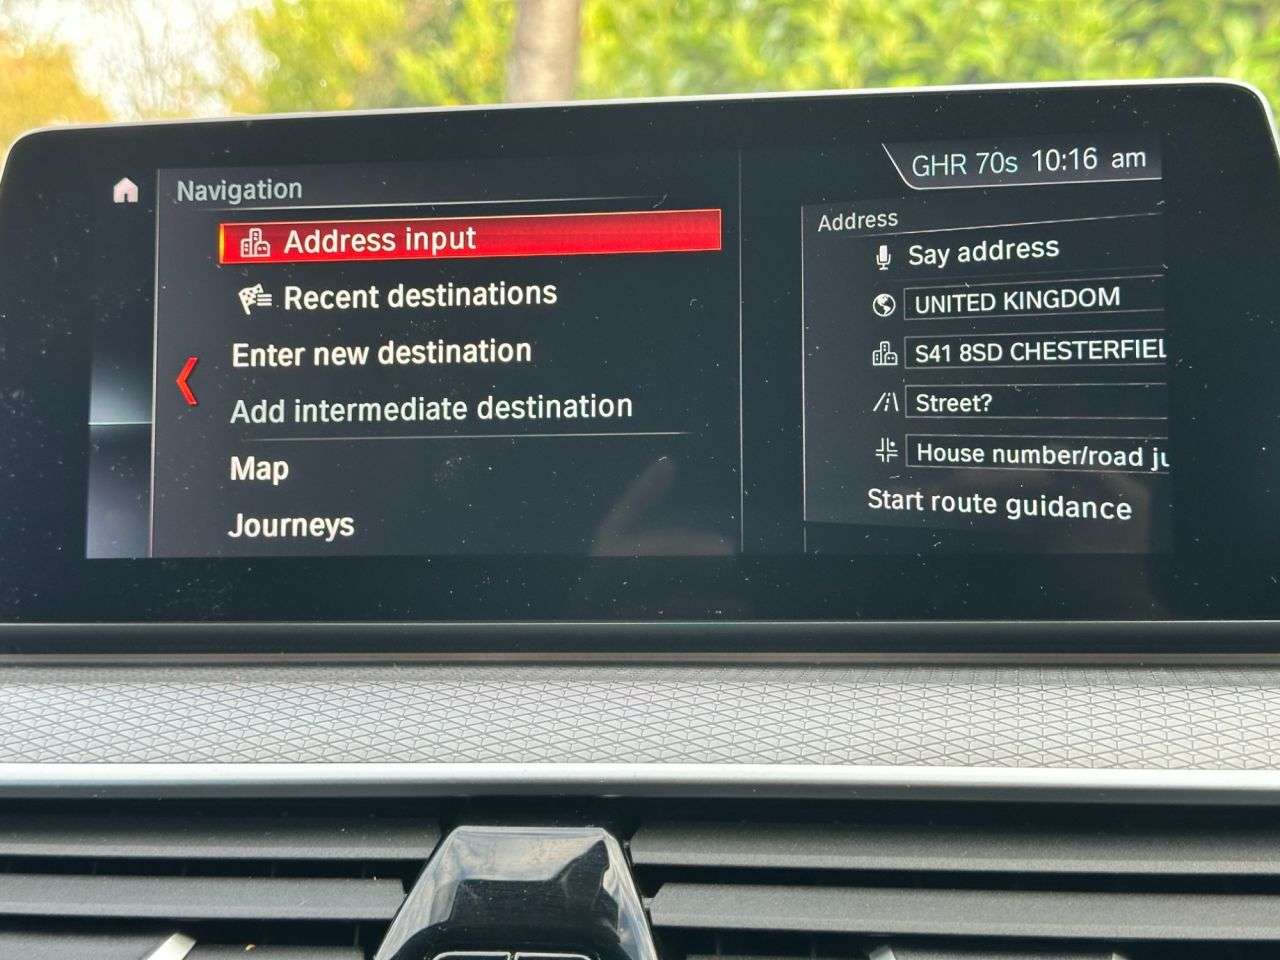 GHR 70s 10:16 am
Navigation
Address input
Recent destinations
Enter new destination
Add intermediate destination
Map
Journeys
Address
Say address
UNITED KINGDOM
S41 8SD CHESTERFIEL
Street?
House number/road ju
Start route guidance